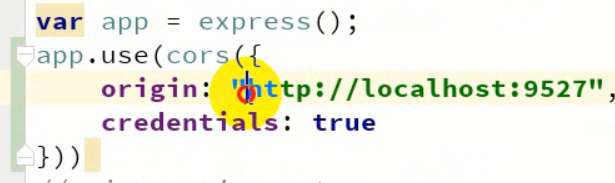 var app = express();
app.use(cors({
    origin: "http://localhost:9527",
    credentials: true
}))